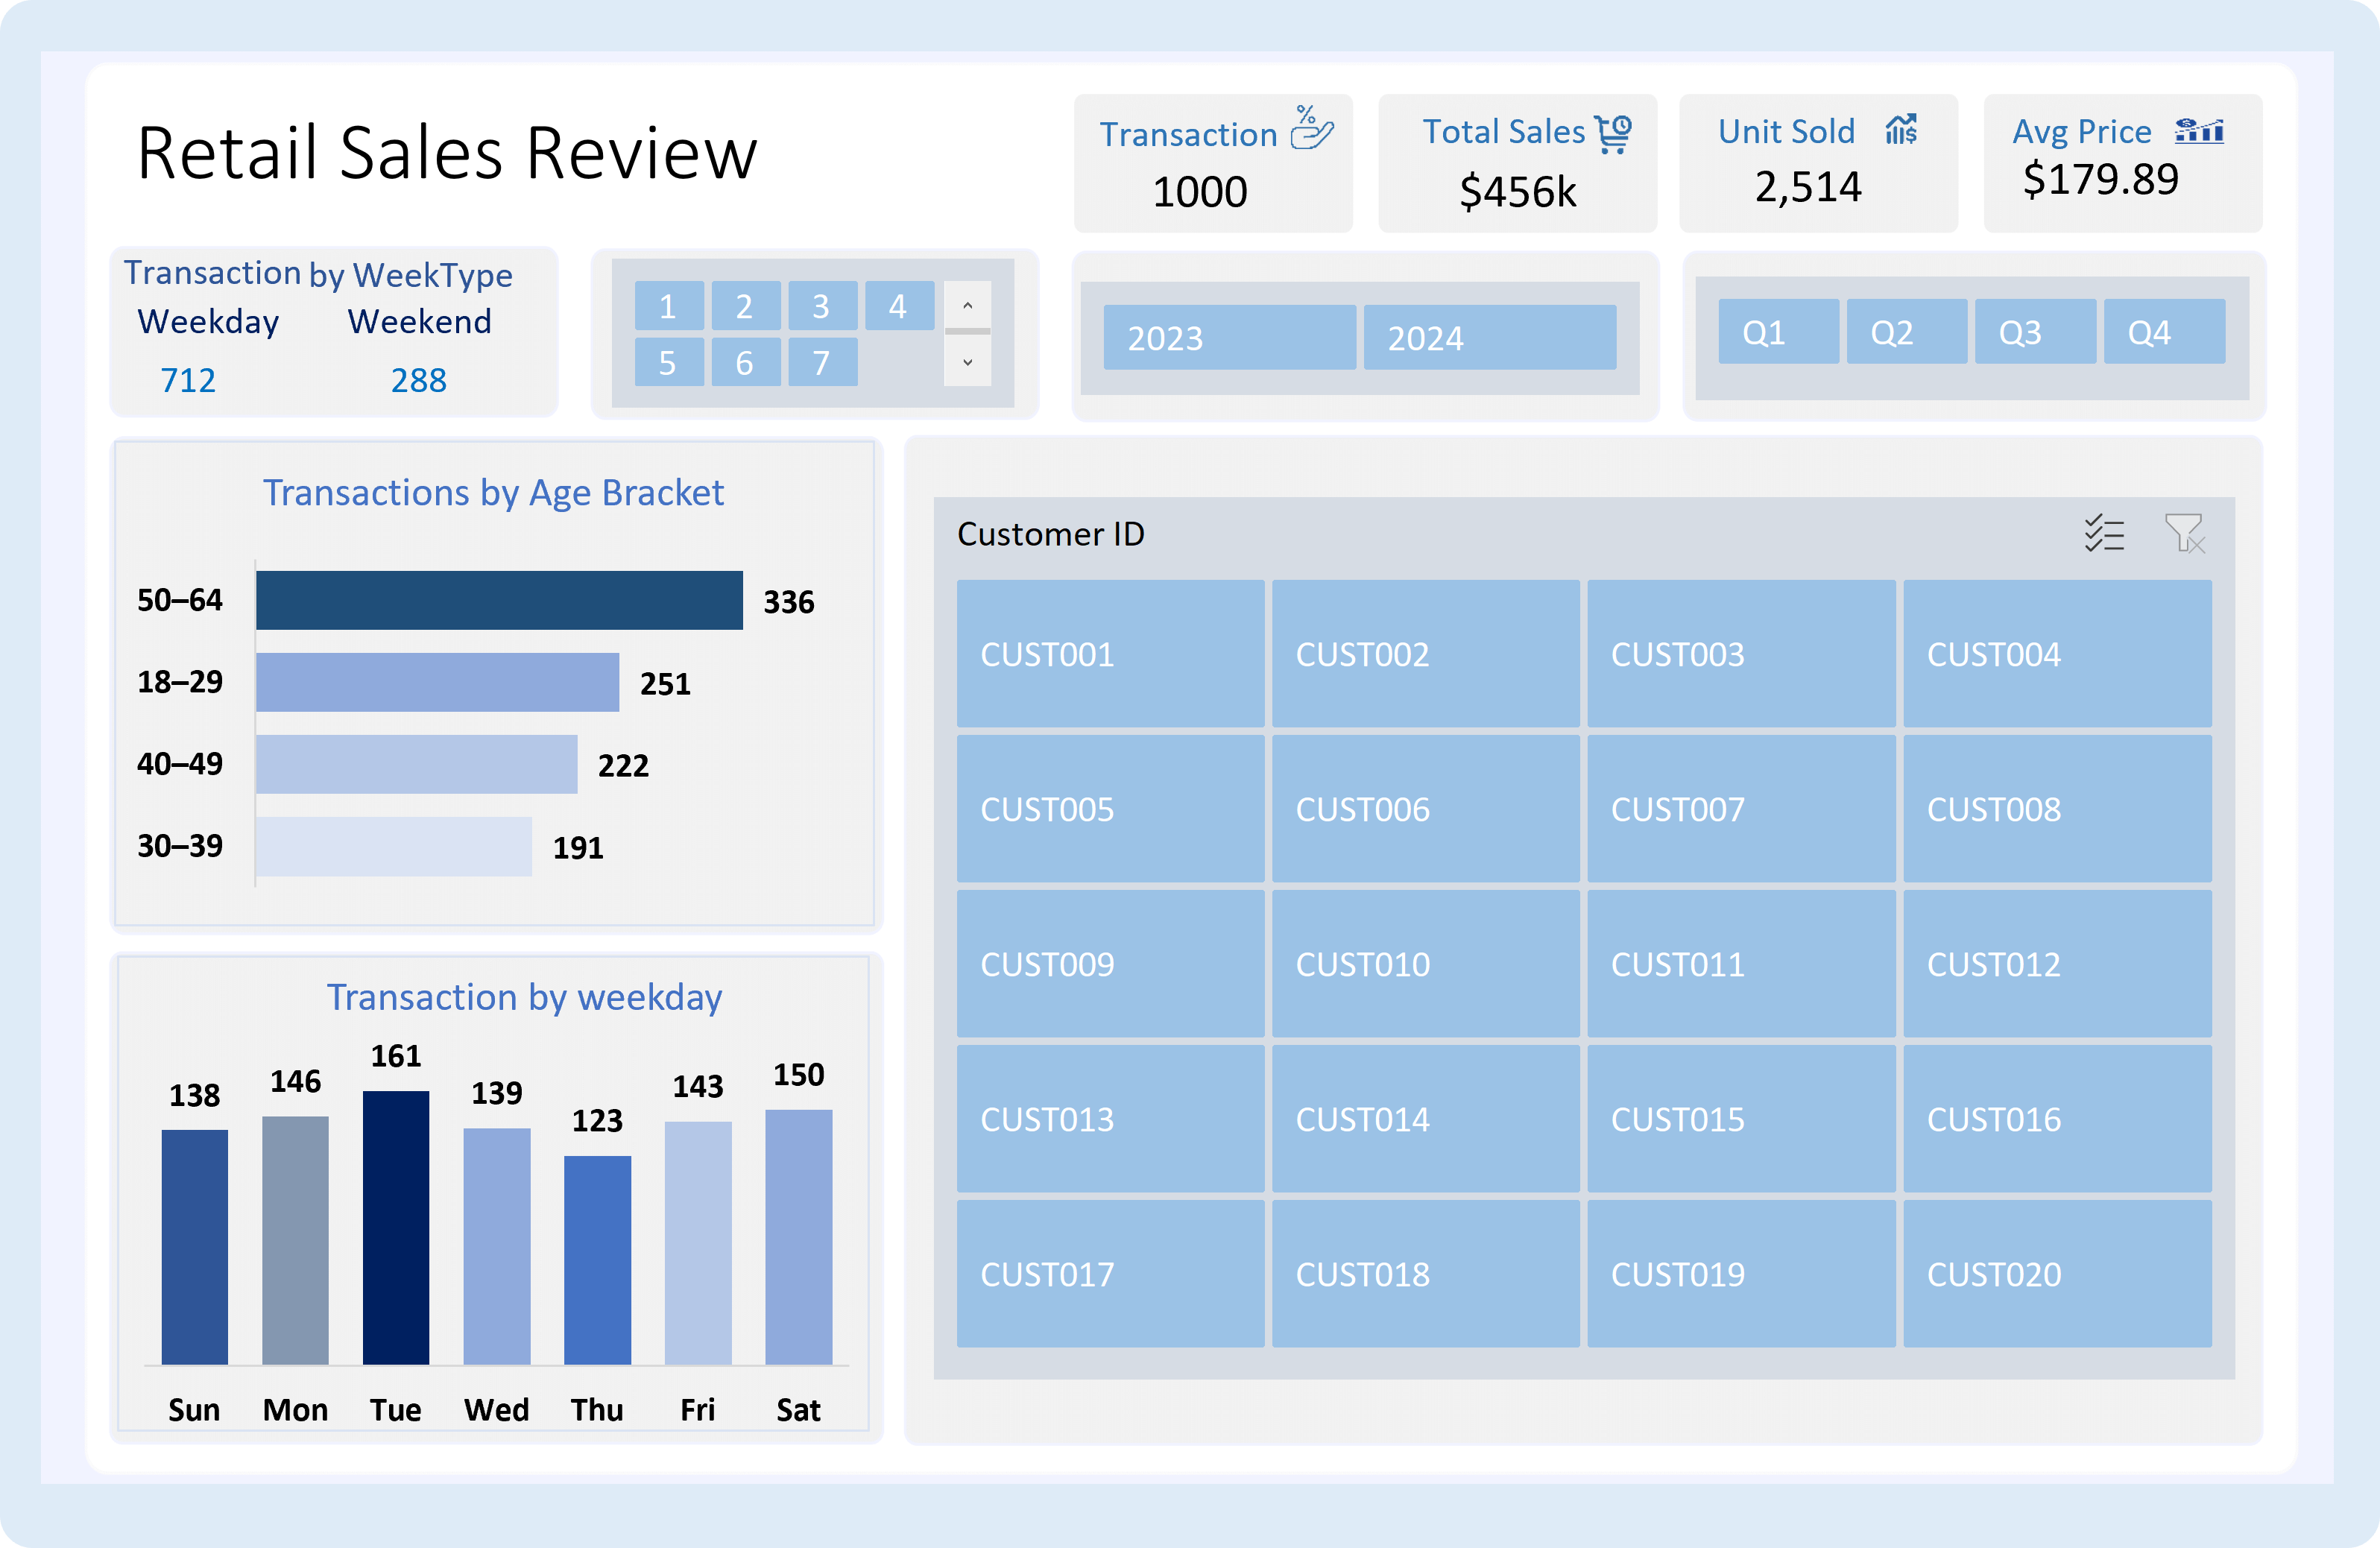 Retail Sales Review
Transaction
1000
Total Sales
$456k
Unit Sold
2,514
Avg Price
$179.89
Transaction by WeekType
Weekday Weekend
712 288
1 2 3 4
5 6 7
2023 2024
Q1 Q2 Q3 Q4
Transactions by Age Bracket
50–64 336
18–29 251
40–49 222
30–39 191
Transaction by weekday
138 146 161 139 123 143 150
Sun Mon Tue Wed Thu Fri Sat
Customer ID
CUST001 CUST002 CUST003 CUST004
CUST005 CUST006 CUST007 CUST008
CUST009 CUST010 CUST011 CUST012
CUST013 CUST014 CUST015 CUST016
CUST017 CUST018 CUST019 CUST020